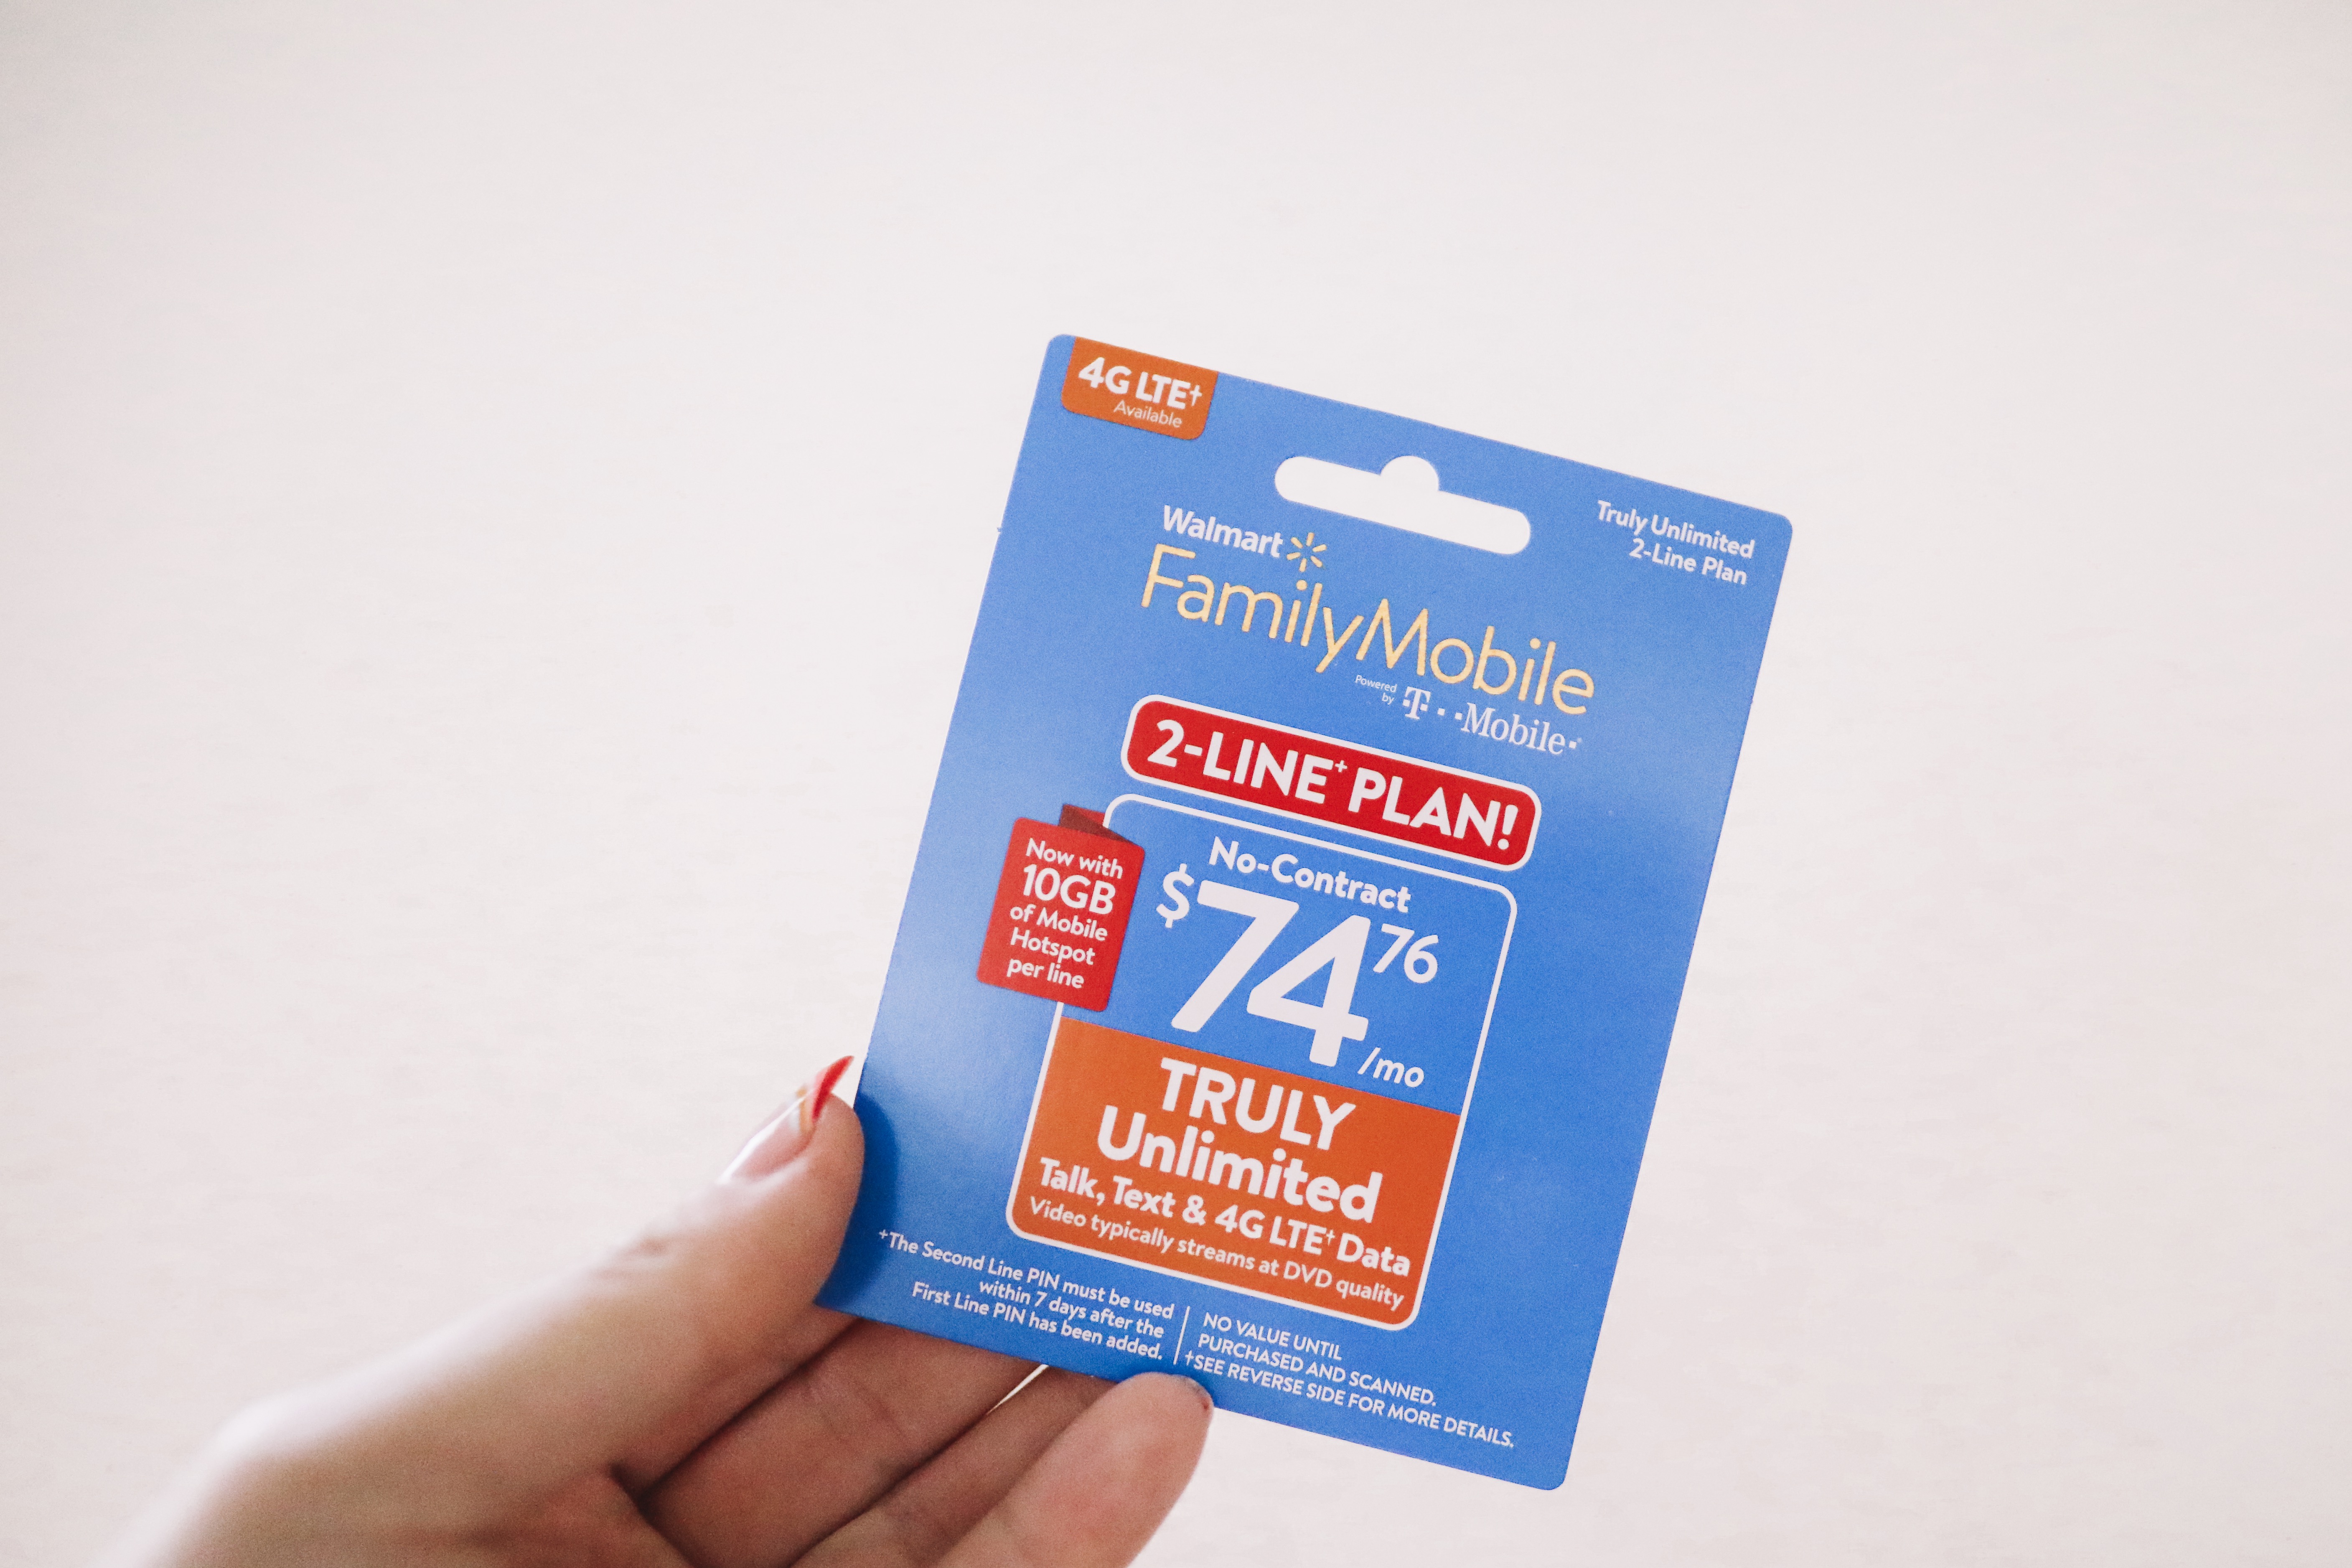 4G LTE†
Available
Truly Unlimited
2-Line Plan
Walmart
FamilyMobile
Powered
by
T··Mobile·
2-LINE⁺ PLAN!
Now with
10GB
of Mobile
Hotspot
per line
No-Contract
$74 76
/mo
TRULY
Unlimited
Talk, Text & 4G LTE† Data
Video typically streams at DVD quality
⁺The Second Line PIN must be used
within 7 days after the
First Line PIN has been added.
NO VALUE UNTIL
PURCHASED AND SCANNED.
†SEE REVERSE SIDE FOR MORE DETAILS.